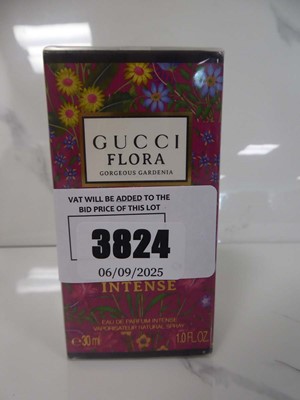 GUCCI
FLORA
GORGEOUS GARDENIA
VAT WILL BE ADDED TO THE
BID PRICE OF THIS LOT
3824
06/09/2025
INTENSE
EAU DE PARFUM INTENSE
VAPORISATEUR NATURAL SPRAY
e 30 ml 1.0 FL.OZ.